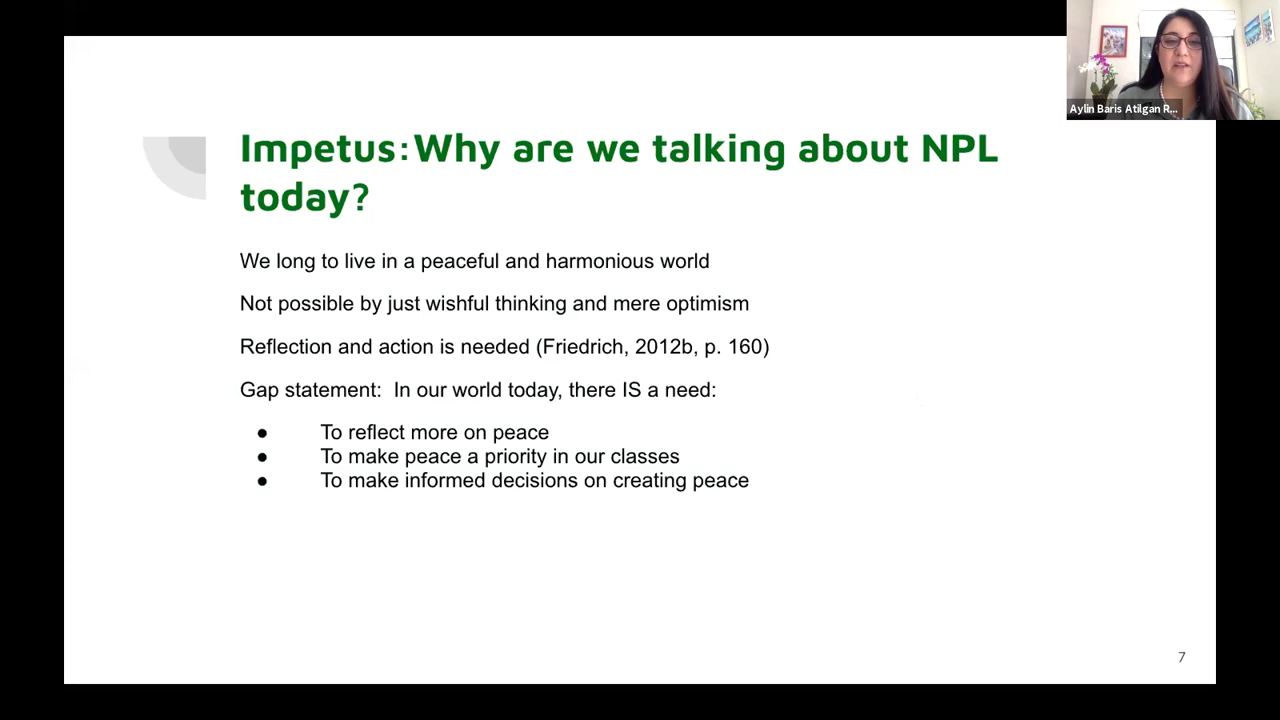 Impetus:Why are we talking about NPL
today?
We long to live in a peaceful and harmonious world
Not possible by just wishful thinking and mere optimism
Reflection and action is needed (Friedrich, 2012b, p. 160)
Gap statement:  In our world today, there IS a need:
● To reflect more on peace
● To make peace a priority in our classes
● To make informed decisions on creating peace
7
Aylin Baris Atilgan R...